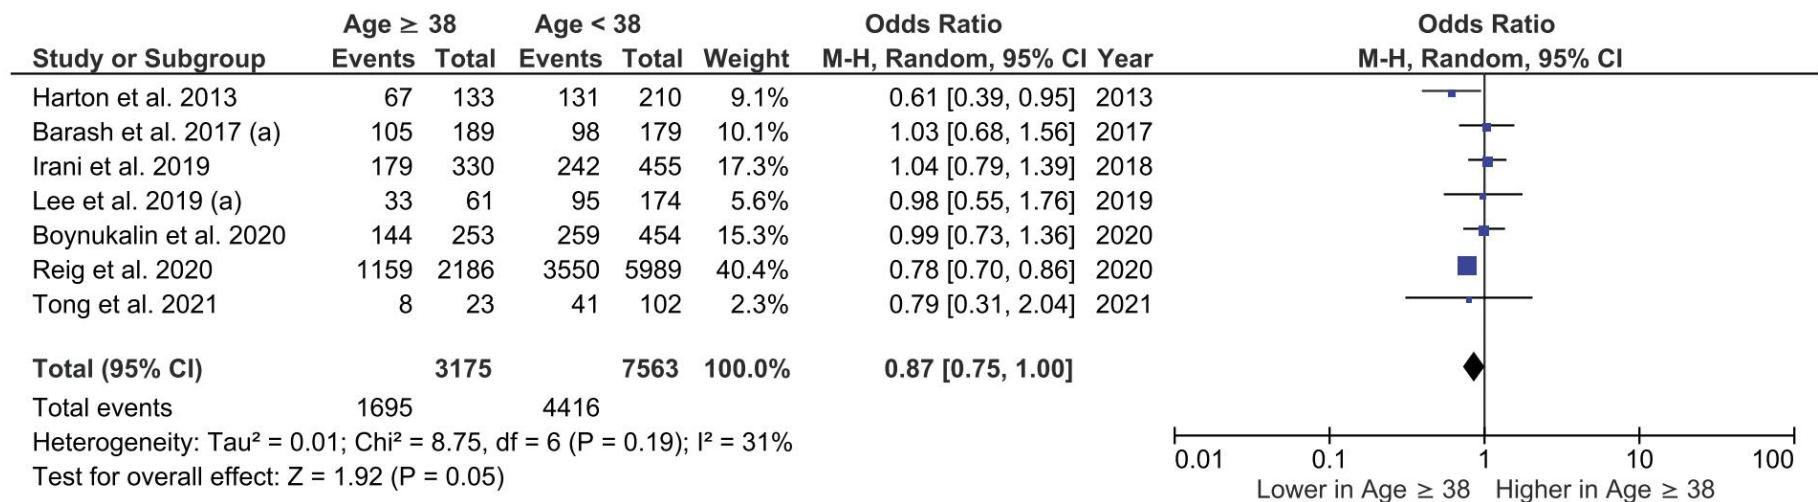 Age ≥ 38 Age < 38 Odds Ratio Odds Ratio
Study or Subgroup Events Total Events Total Weight M-H, Random, 95% CI Year M-H, Random, 95% CI
Harton et al. 2013 67 133 131 210 9.1% 0.61 [0.39, 0.95] 2013
Barash et al. 2017 (a) 105 189 98 179 10.1% 1.03 [0.68, 1.56] 2017
Irani et al. 2019 179 330 242 455 17.3% 1.04 [0.79, 1.39] 2018
Lee et al. 2019 (a) 33 61 95 174 5.6% 0.98 [0.55, 1.76] 2019
Boynukalin et al. 2020 144 253 259 454 15.3% 0.99 [0.73, 1.36] 2020
Reig et al. 2020 1159 2186 3550 5989 40.4% 0.78 [0.70, 0.86] 2020
Tong et al. 2021 8 23 41 102 2.3% 0.79 [0.31, 2.04] 2021
Total (95% CI) 3175 7563 100.0% 0.87 [0.75, 1.00]
Total events 1695 4416
Heterogeneity: Tau² = 0.01; Chi² = 8.75, df = 6 (P = 0.19); I² = 31%
Test for overall effect: Z = 1.92 (P = 0.05)
0.01 0.1 1 10 100
Lower in Age ≥ 38 Higher in Age ≥ 38